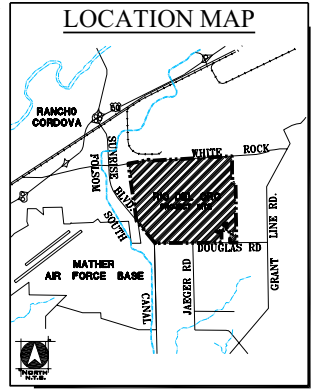 LOCATION MAP
RANCHO
CORDOVA
50
WHITE ROCK
SUNRISE
BLVD
FOLSOM
SOUTH
CANAL
DOUGLAS RD
JAEGER RD
GRANT
LINE RD.
MATHER
AIR FORCE BASE
NORTH
N.T.S.